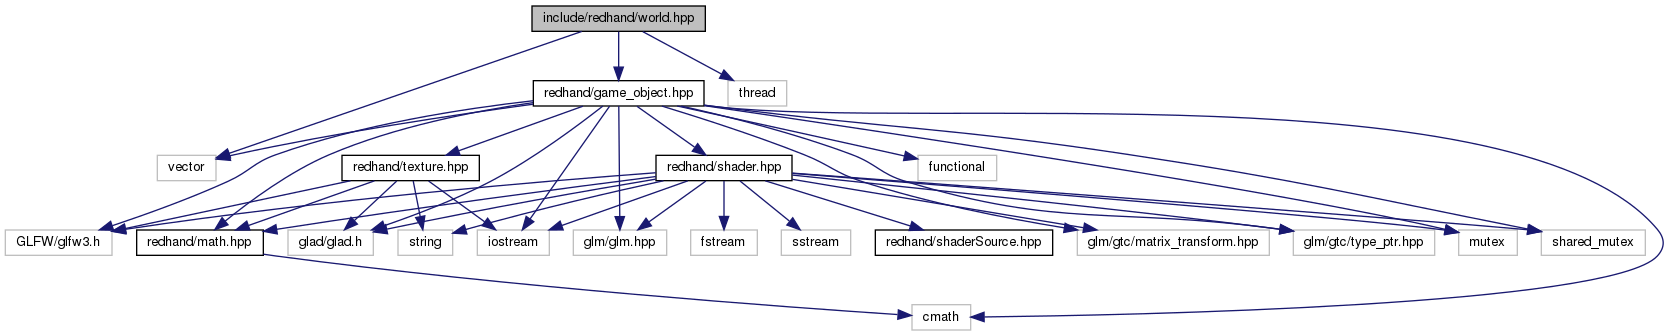 include/redhand/world.hpp
redhand/game_object.hpp
thread
vector
redhand/texture.hpp
redhand/shader.hpp
functional
GLFW/glfw3.h
redhand/math.hpp
glad/glad.h
string
iostream
glm/glm.hpp
fstream
sstream
redhand/shaderSource.hpp
glm/gtc/matrix_transform.hpp
glm/gtc/type_ptr.hpp
mutex
shared_mutex
cmath